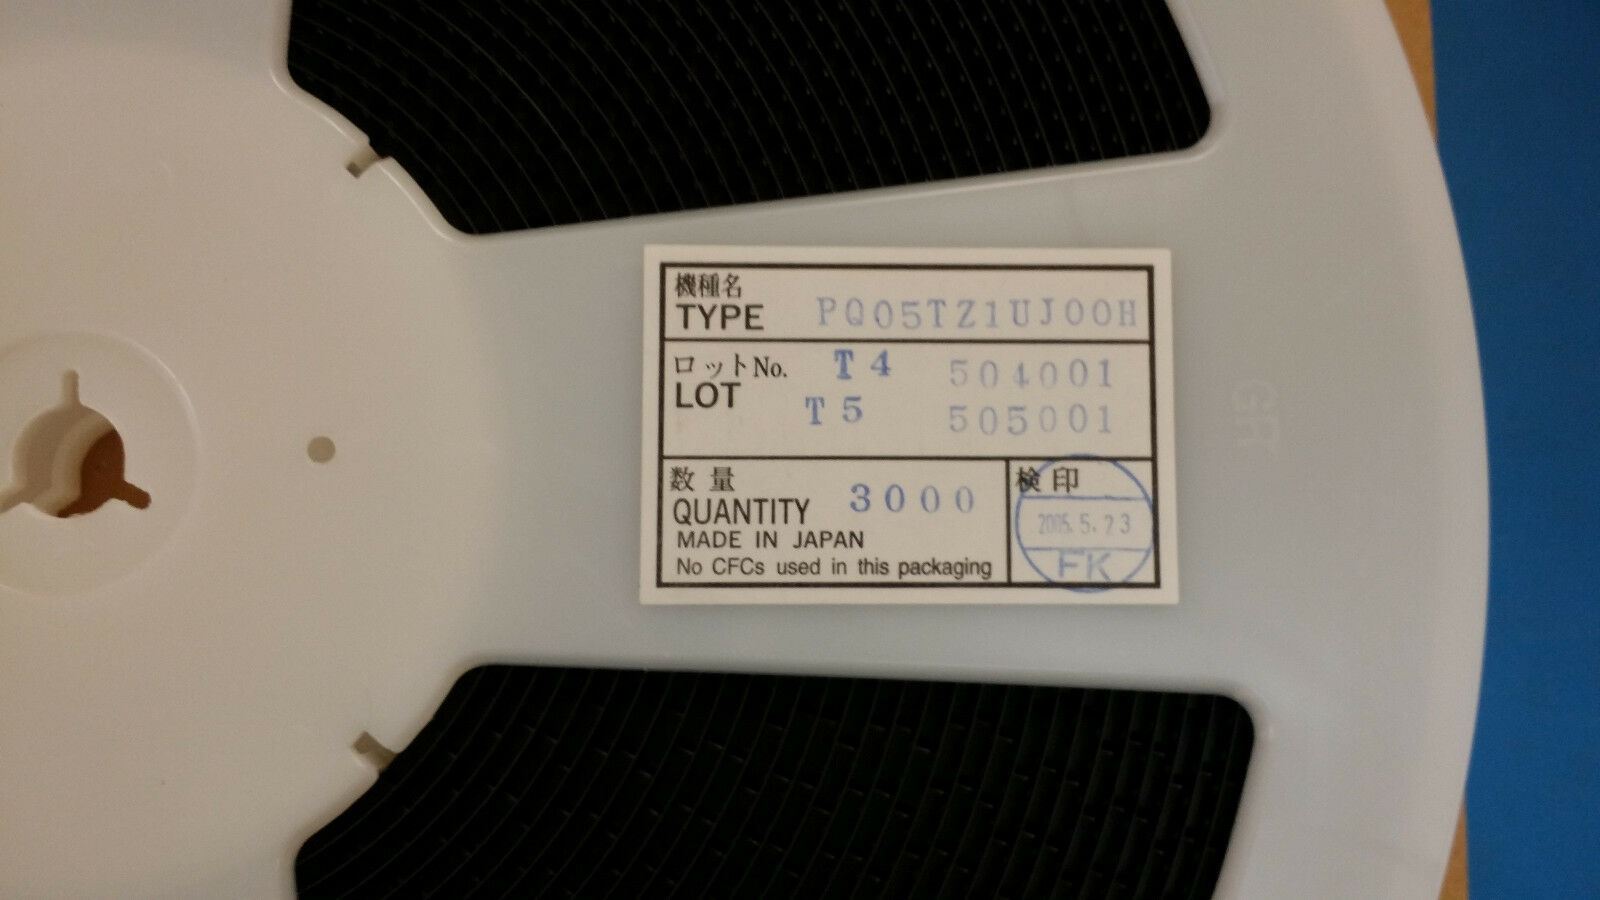 機種名
TYPE PQ05TZ1UJ00H
ロットNo. T4 504001
LOT T5 505001
数量
QUANTITY 3000
MADE IN JAPAN
No CFCs used in this packaging
検印
2005.5.23
FK